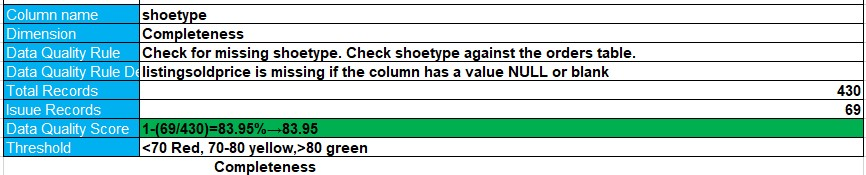 Column name shoetype
Dimension Completeness
Data Quality Rule Check for missing shoetype. Check shoetype against the orders table.
Data Quality Rule De listingsoldprice is missing if the column has a value NULL or blank
Total Records 430
Isuue Records 69
Data Quality Score 1-(69/430)=83.95%→83.95
Threshold <70 Red, 70-80 yellow,>80 green
Completeness